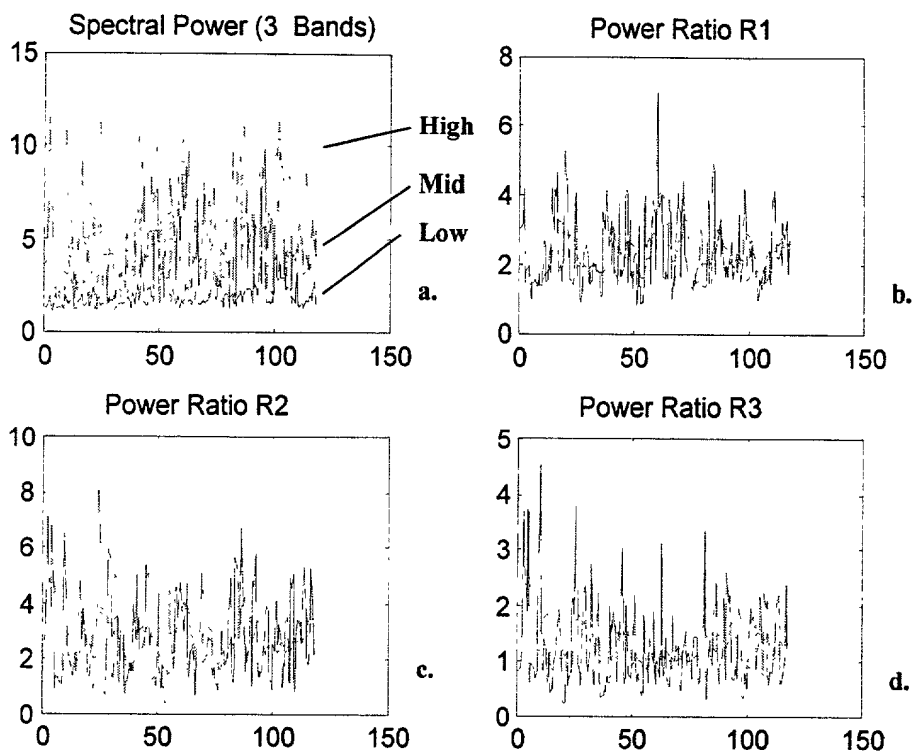 Spectral Power (3 Bands)
15
10
5
0
0 50 100 150
High
Mid
Low
a.
Power Ratio R1
8
6
4
2
0
0 50 100 150
b.
Power Ratio R2
10
8
6
4
2
0
0 50 100 150
c.
Power Ratio R3
5
4
3
2
1
0
0 50 100 150
d.